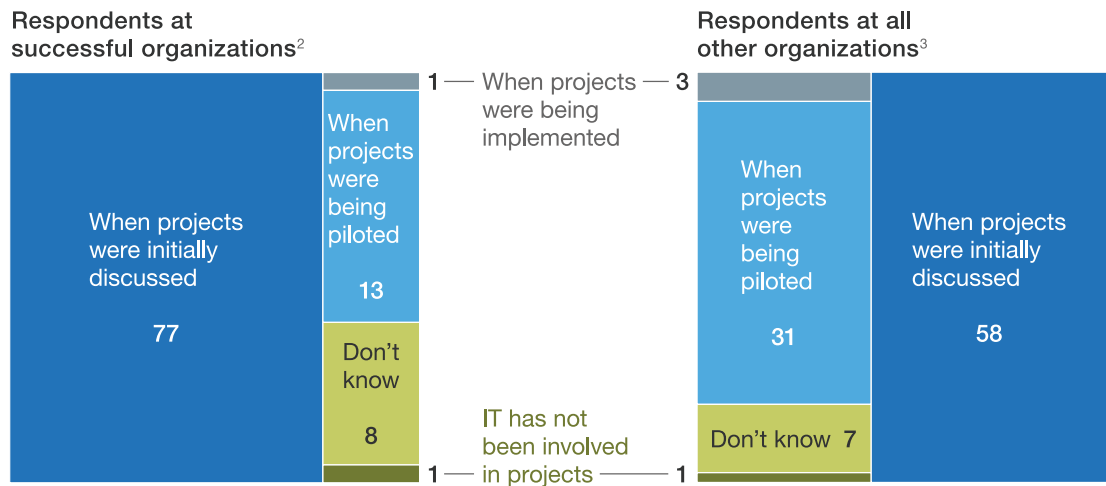 Respondents at
successful organizations²
Respondents at all
other organizations³
When projects
were initially
discussed
77
When
projects
were
being
piloted
13
Don't
know
8
1
When projects
were being
implemented
3
1
IT has not
been involved
in projects
1
When
projects
were
being
piloted
31
Don't know 7
When projects
were initially
discussed
58